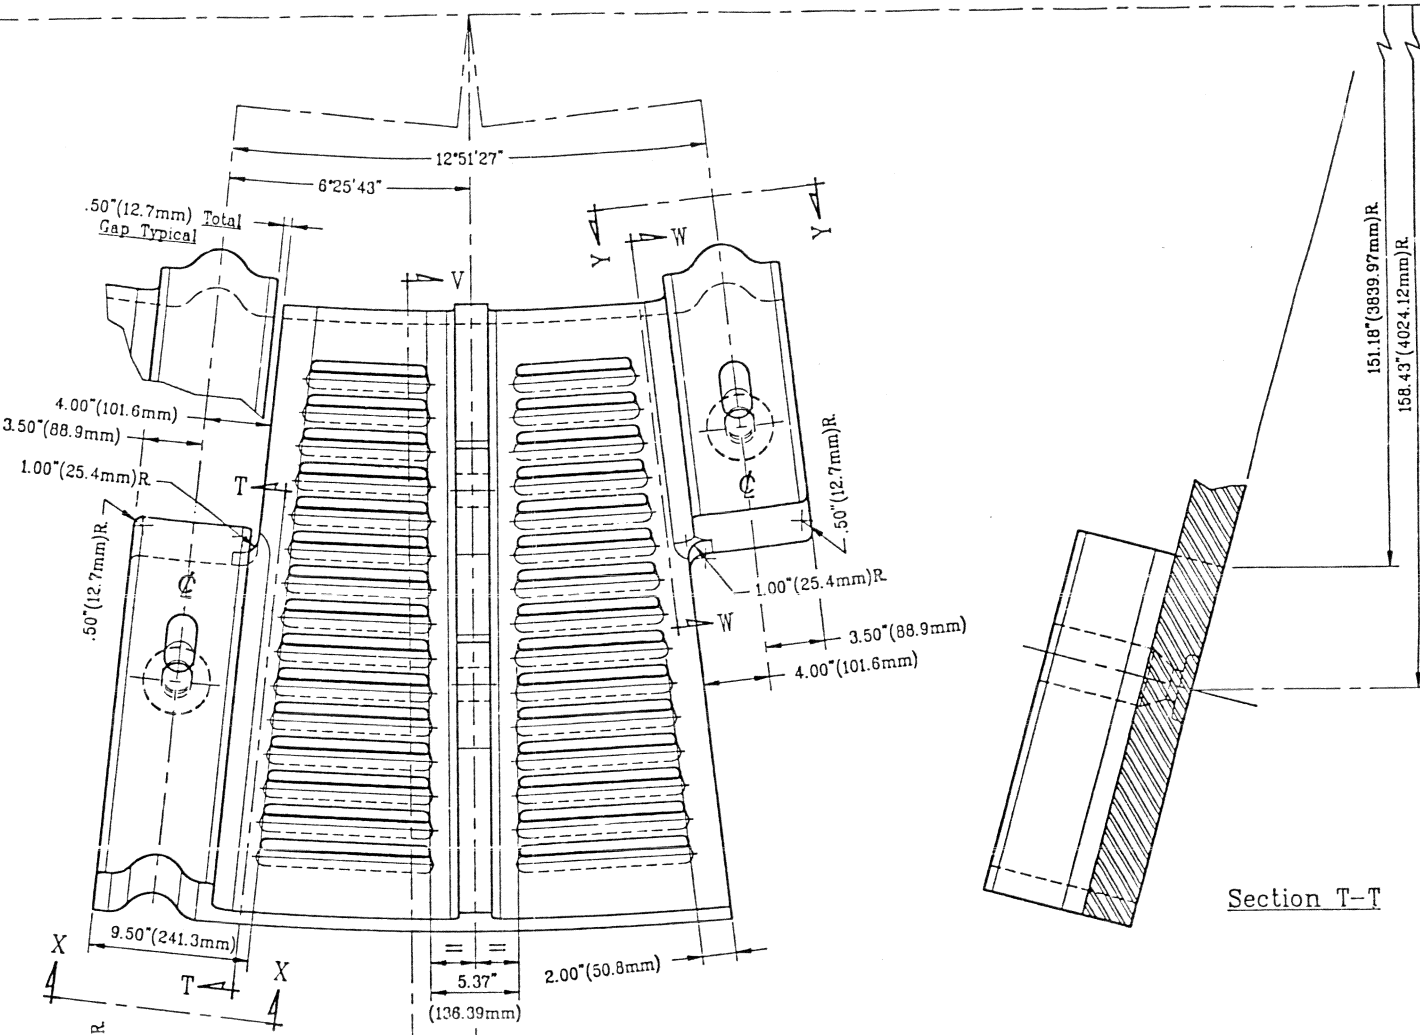 12°51'27"
6°25'43"
.50"(12.7mm) Total
Gap Typical
Y
Y
W
V
151.18"(3839.97mm)R.
158.43"(4024.12mm)R.
4.00"(101.6mm)
3.50"(88.9mm)
1.00"(25.4mm)R.
T
℄
.50"(12.7mm)R.
.50"(12.7mm)R.
℄
1.00"(25.4mm)R.
W
3.50"(88.9mm)
4.00"(101.6mm)
Section T-T
9.50"(241.3mm)
X
X
T
= =
5.37"
(136.39mm)
2.00"(50.8mm)
R.